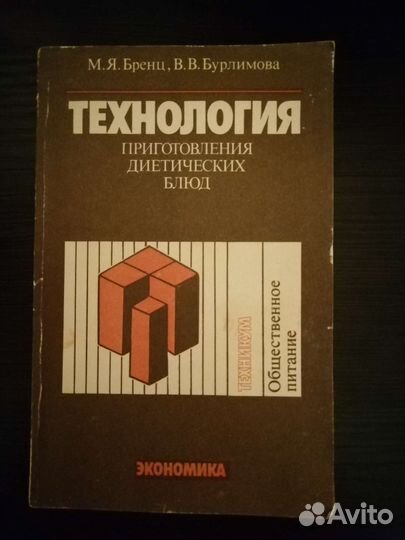 М.Я.Бренц, В.В.Бурлимова
ТЕХНОЛОГИЯ
ПРИГОТОВЛЕНИЯ
ДИЕТИЧЕСКИХ
БЛЮД
ТЕХНИКУМ
Общественное
питание
ЭКОНОМИКА
Avito